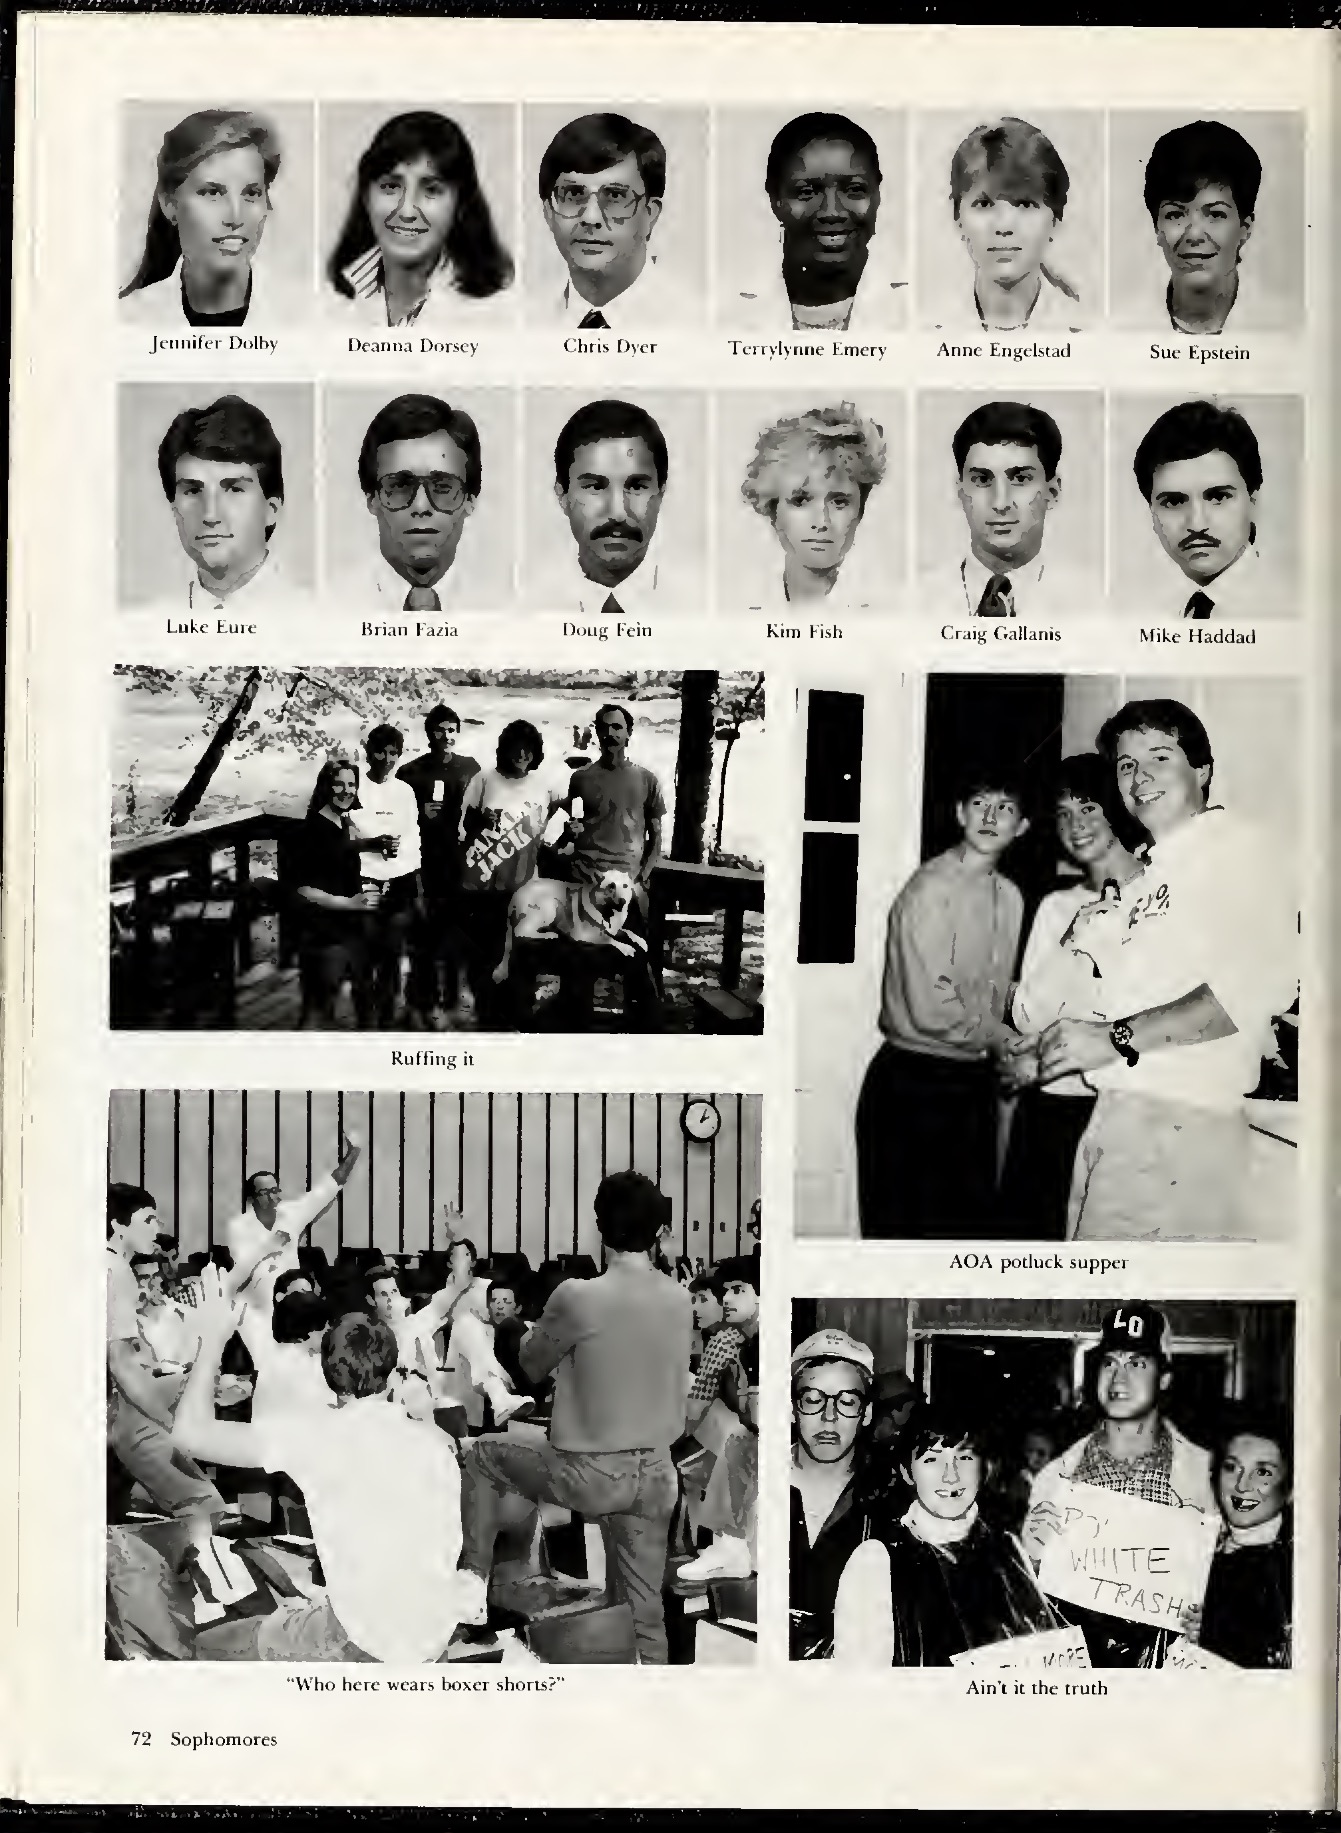 Jennifer Dolby
Deanna Dorsey
Chris Dyer
Terrylynne Emery
Anne Engelstad
Sue Epstein
Luke Eure
Brian Fazia
Doug Fein
Kim Fish
Craig Gallanis
Mike Haddad
JACK
Ruffing it
AOA potluck supper
LO
WHITE
TRASH
MORE
"Who here wears boxer shorts?"
Ain't it the truth
72 Sophomores